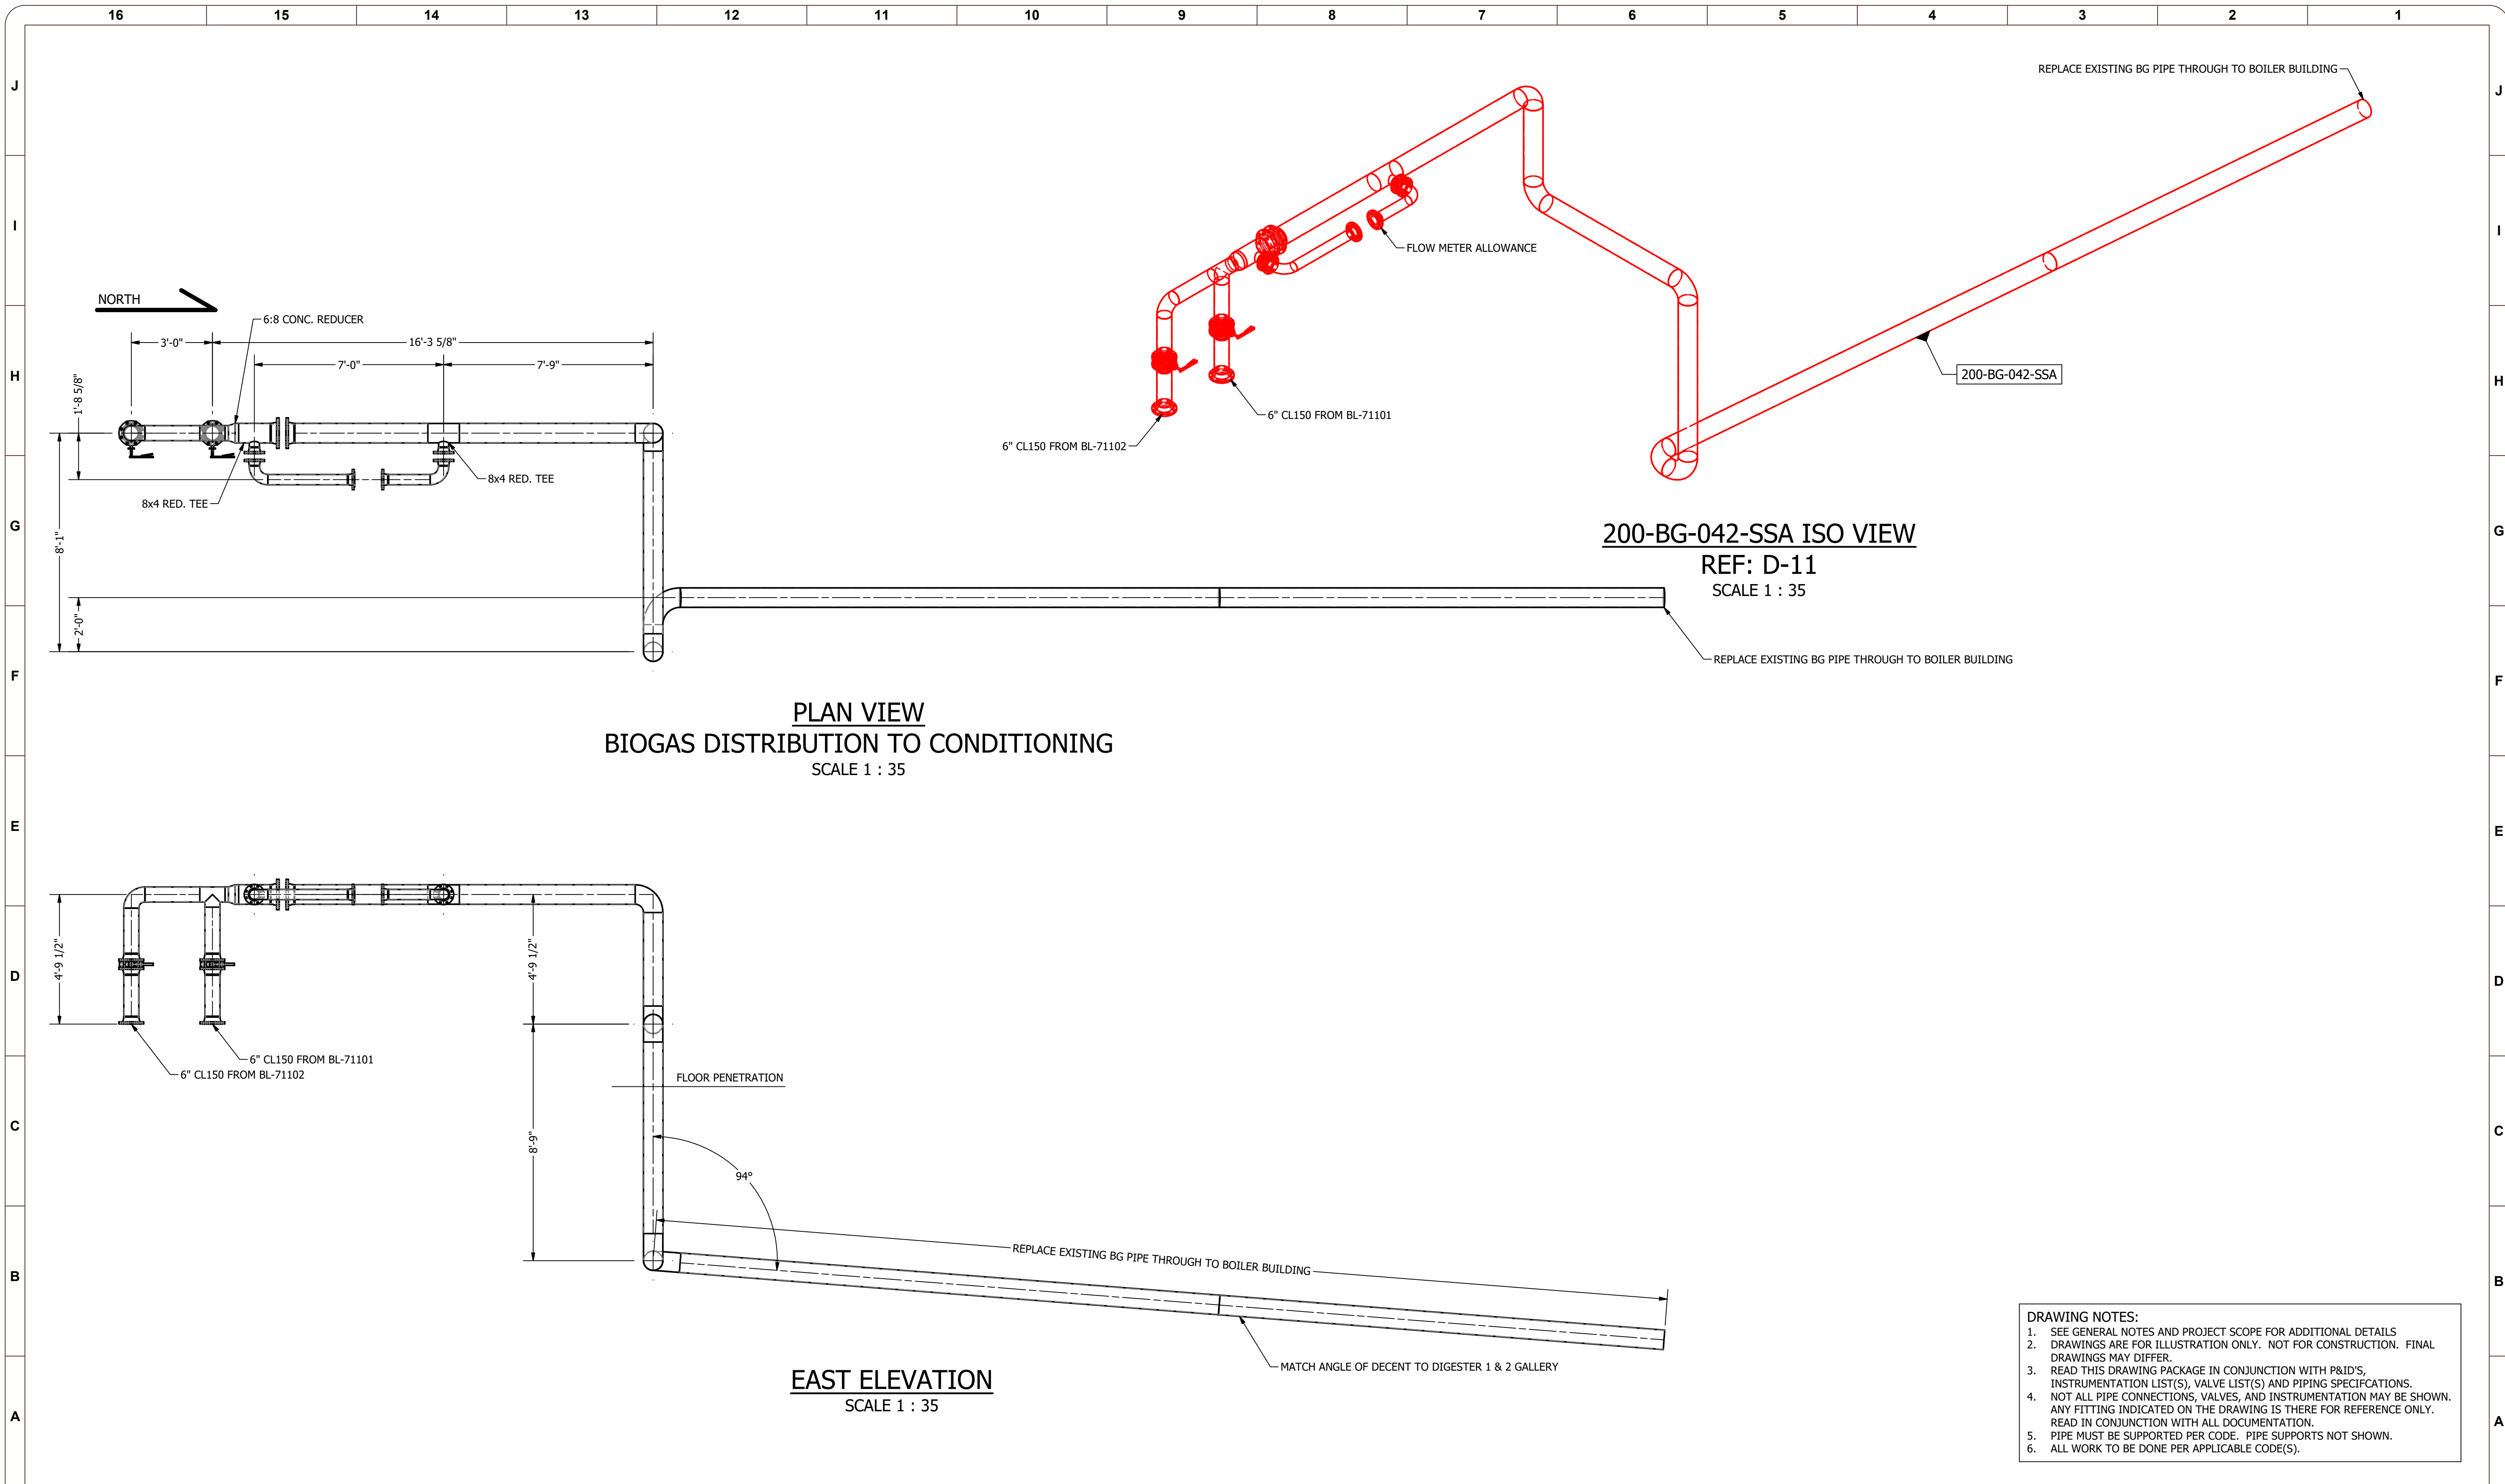 16 15 14 13 12 11 10 9 8 7 6 5 4 3 2 1
J
I
H
G
F
E
D
C
B
A
J
I
H
G
F
E
D
C
B
A
NORTH
6:8 CONC. REDUCER
3'-0"
16'-3 5/8"
7'-0"
7'-9"
1'-8 5/8"
8x4 RED. TEE
8x4 RED. TEE
8'-1"
2'-0"
REPLACE EXISTING BG PIPE THROUGH TO BOILER BUILDING
PLAN VIEW
BIOGAS DISTRIBUTION TO CONDITIONING
SCALE 1 : 35
REPLACE EXISTING BG PIPE THROUGH TO BOILER BUILDING
FLOW METER ALLOWANCE
200-BG-042-SSA
6" CL150 FROM BL-71101
6" CL150 FROM BL-71102
200-BG-042-SSA ISO VIEW
REF: D-11
SCALE 1 : 35
4'-9 1/2"
4'-9 1/2"
6" CL150 FROM BL-71101
6" CL150 FROM BL-71102
FLOOR PENETRATION
8'-9"
94°
REPLACE EXISTING BG PIPE THROUGH TO BOILER BUILDING
MATCH ANGLE OF DECENT TO DIGESTER 1 & 2 GALLERY
EAST ELEVATION
SCALE 1 : 35
DRAWING NOTES:
1. SEE GENERAL NOTES AND PROJECT SCOPE FOR ADDITIONAL DETAILS
2. DRAWINGS ARE FOR ILLUSTRATION ONLY. NOT FOR CONSTRUCTION. FINAL
DRAWINGS MAY DIFFER.
3. READ THIS DRAWING PACKAGE IN CONJUNCTION WITH P&ID'S,
INSTRUMENTATION LIST(S), VALVE LIST(S) AND PIPING SPECIFCATIONS.
4. NOT ALL PIPE CONNECTIONS, VALVES, AND INSTRUMENTATION MAY BE SHOWN.
ANY FITTING INDICATED ON THE DRAWING IS THERE FOR REFERENCE ONLY.
READ IN CONJUNCTION WITH ALL DOCUMENTATION.
5. PIPE MUST BE SUPPORTED PER CODE. PIPE SUPPORTS NOT SHOWN.
6. ALL WORK TO BE DONE PER APPLICABLE CODE(S).